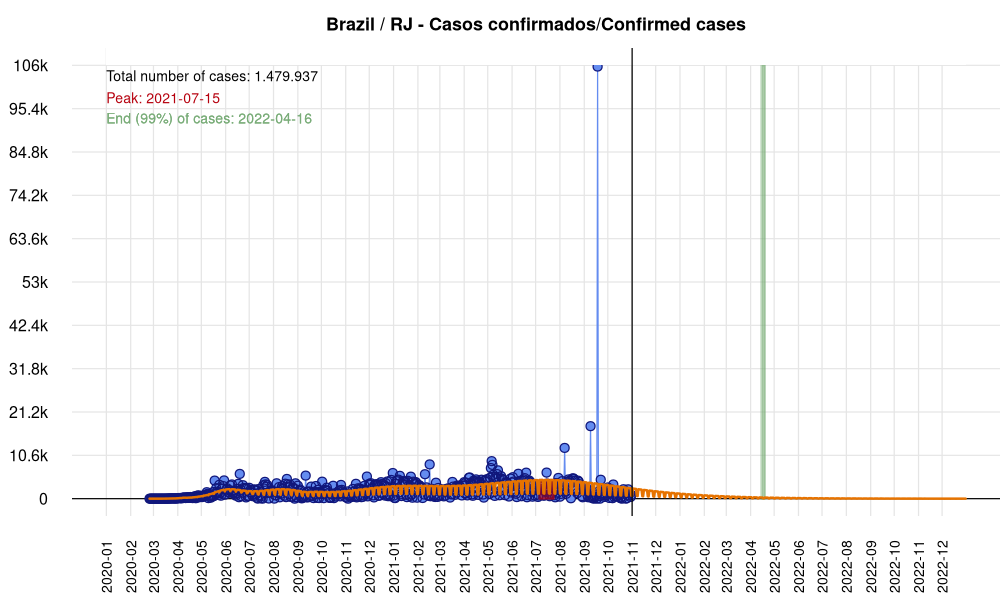 Brazil / RJ - Casos confirmados/Confirmed cases
106k
Total number of cases: 1.479.937
Peak: 2021-07-15
End (99%) of cases: 2022-04-16
95.4k
84.8k
74.2k
63.6k
53k
42.4k
31.8k
21.2k
10.6k
0
2020-01
2020-02
2020-03
2020-04
2020-05
2020-06
2020-07
2020-08
2020-09
2020-10
2020-11
2020-12
2021-01
2021-02
2021-03
2021-04
2021-05
2021-06
2021-07
2021-08
2021-09
2021-10
2021-11
2021-12
2022-01
2022-02
2022-03
2022-04
2022-05
2022-06
2022-07
2022-08
2022-09
2022-10
2022-11
2022-12